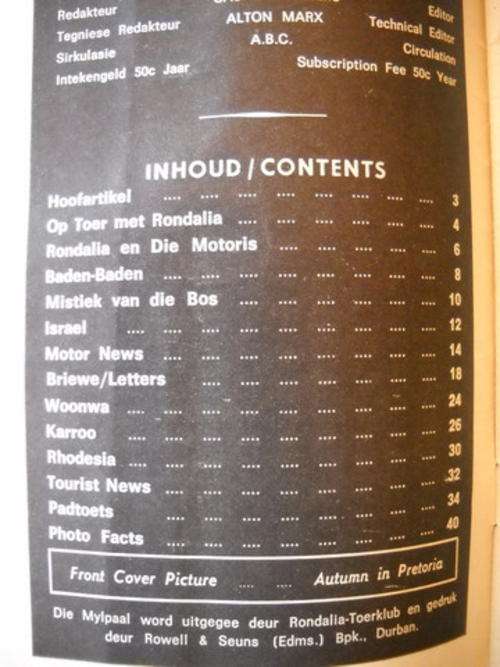 Redakteur Editor
Tegniese Redakteur ALTON MARX Technical Editor
Sirkulasie A.B.C. Circulation
Intekengeld 50c Jaar Subscription Fee 50c Year
INHOUD / CONTENTS
Hoofartikel .... .... .... .... .... .... .... .... 3
Op Toer met Rondalia .... .... .... .... .... .... 4
Rondalia en Die Motoris .... .... .... .... .... 6
Baden-Baden .... .... .... .... .... .... .... .... 8
Mistiek van die Bos .... .... .... .... .... .... 10
Israel .... .... .... .... .... .... .... .... .... 12
Motor News .... .... .... .... .... .... .... .... 14
Briewe/Letters .... .... .... .... .... .... .... 18
Woonwa .... .... .... .... .... .... .... .... .... 24
Karroo .... .... .... .... .... .... .... .... .... 26
Rhodesia .... .... .... .... .... .... .... .... .... 30
Tourist News .... .... .... .... .... .... .... .... 32
Padtoets .... .... .... .... .... .... .... .... 34
Photo Facts .... .... .... .... .... .... .... .... 40
Front Cover Picture .... .... Autumn in Pretoria
Die Mylpaal word uitgegee deur Rondalia-Toerklub en gedruk
deur Rowell & Seuns (Edms.) Bpk., Durban.